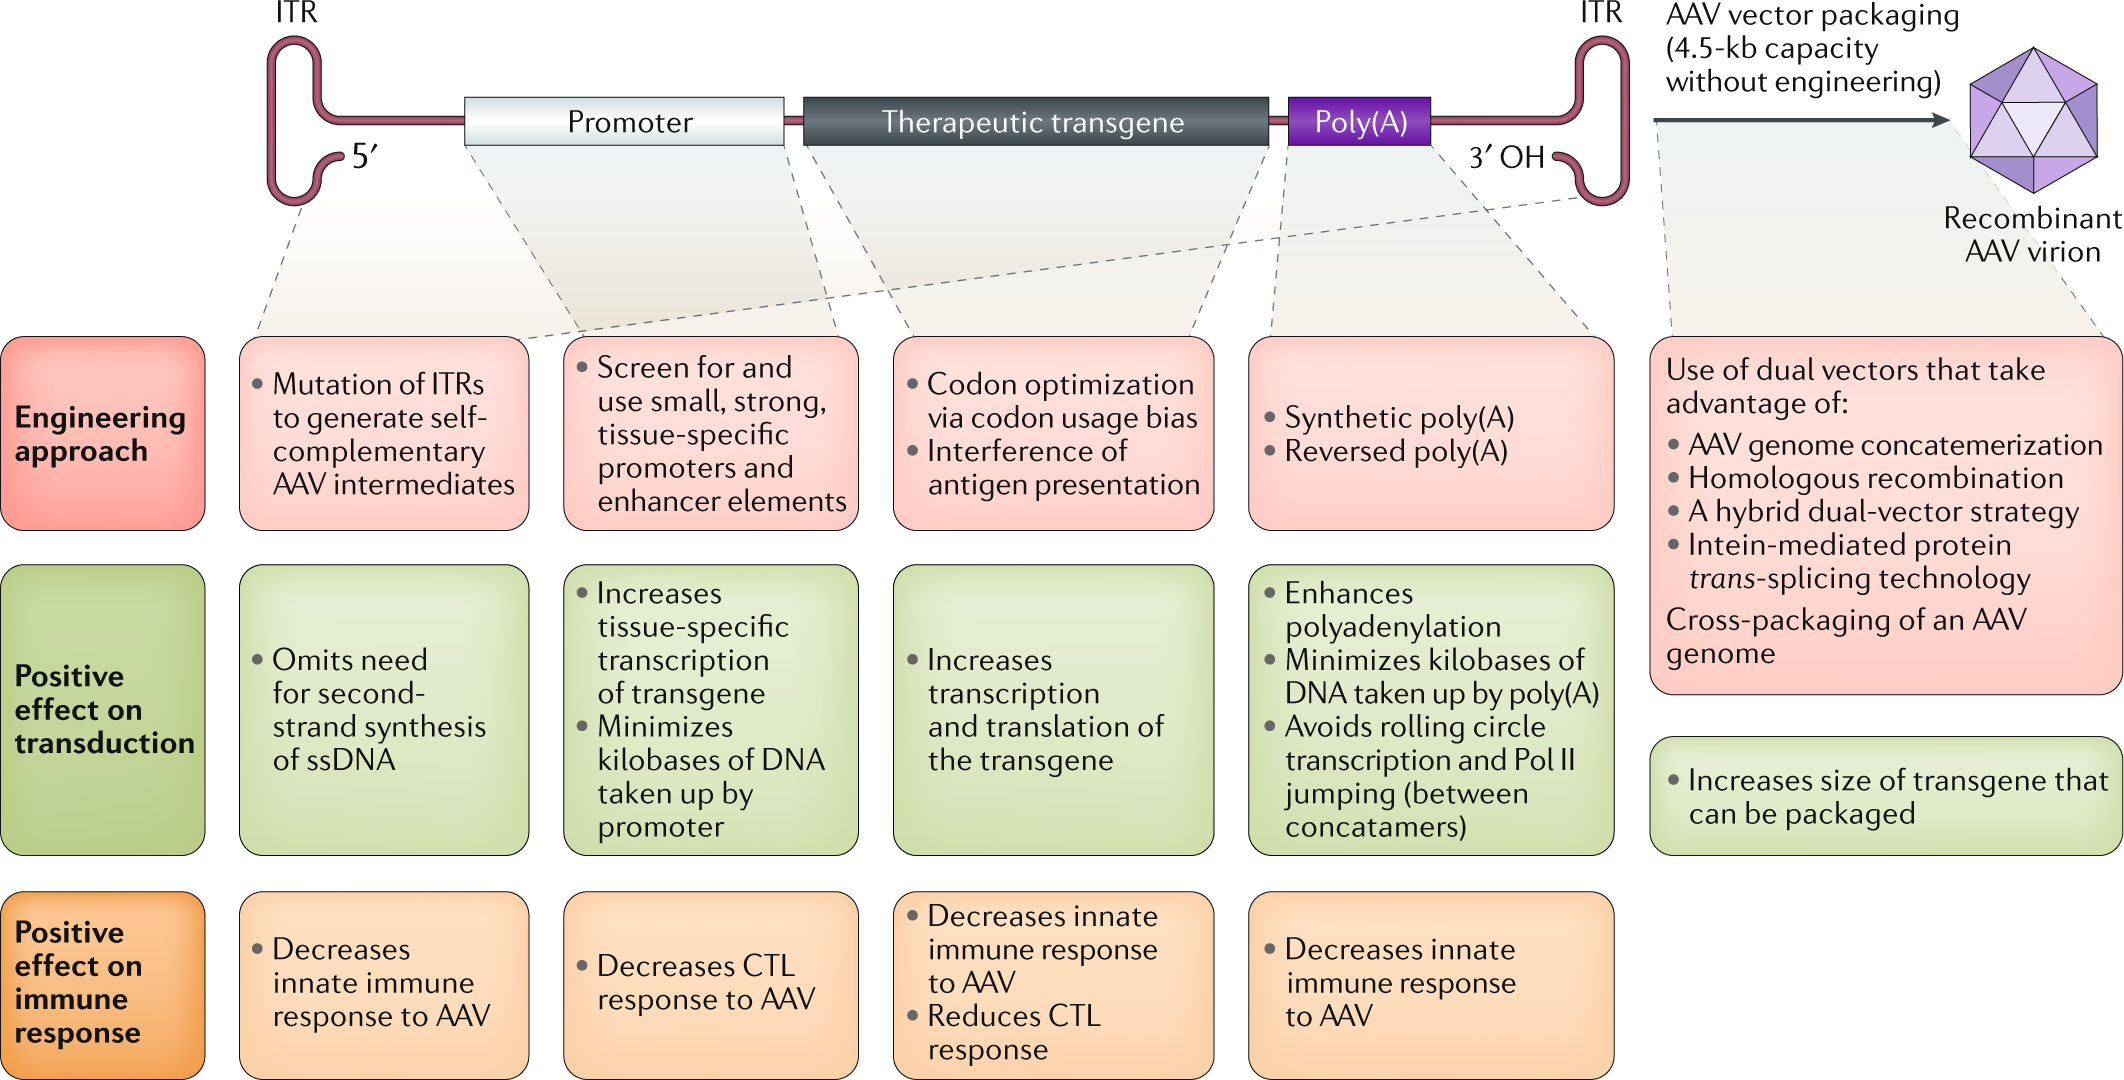 ITR
ITR
AAV vector packaging
(4.5-kb capacity
without engineering)
Promoter
Therapeutic transgene
Poly(A)
5′
3′ OH
Recombinant
AAV virion
Engineering
approach
• Mutation of ITRs
to generate self-
complementary
AAV intermediates
• Screen for and
use small, strong,
tissue-specific
promoters and
enhancer elements
• Codon optimization
via codon usage bias
• Interference of
antigen presentation
• Synthetic poly(A)
• Reversed poly(A)
Use of dual vectors that take
advantage of:
• AAV genome concatemerization
• Homologous recombination
• A hybrid dual-vector strategy
• Intein-mediated protein
trans-splicing technology
Cross-packaging of an AAV
genome
Positive
effect on
transduction
• Omits need
for second-
strand synthesis
of ssDNA
• Increases
tissue-specific
transcription
of transgene
• Minimizes
kilobases of DNA
taken up by
promoter
• Increases
transcription
and translation of
the transgene
• Enhances
polyadenylation
• Minimizes kilobases of
DNA taken up by poly(A)
• Avoids rolling circle
transcription and Pol II
jumping (between
concatamers)
• Increases size of transgene that
can be packaged
Positive
effect on
immune
response
• Decreases
innate immune
response to AAV
• Decreases CTL
response to AAV
• Decreases innate
immune response
to AAV
• Reduces CTL
response
• Decreases innate
immune response
to AAV